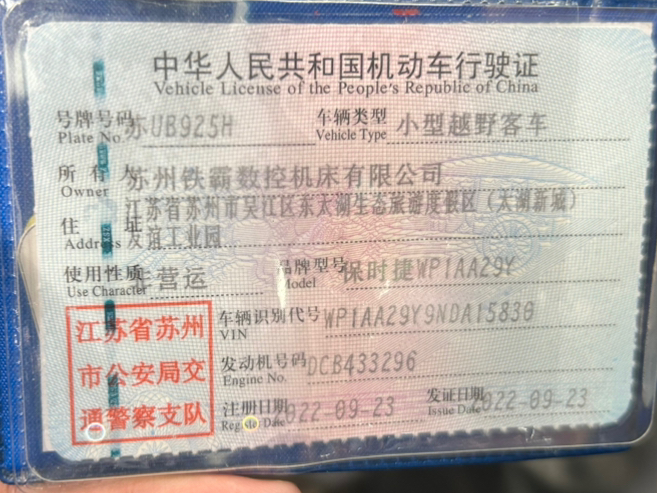 中华人民共和国机动车行驶证
Vehicle License of the People's Republic of China
号牌号码 苏UB925H 车辆类型 小型越野客车
Plate No. Vehicle Type
所有人 苏州铁霸数控机床有限公司
Owner
江苏省苏州市吴江区东太湖生态旅游度假区（太湖新城）
住址 友谊工业园
Address
使用性质 非营运 品牌型号 保时捷WP1AA29Y
Use Character Model
江苏省苏州 车辆识别代号 WP1AA29Y9NDA15830
VIN
市公安局交 发动机号码 DCB433296
Engine No.
通警察支队 注册日期 022-09-23 发证日期 022-09-23
Register Date Issue Date